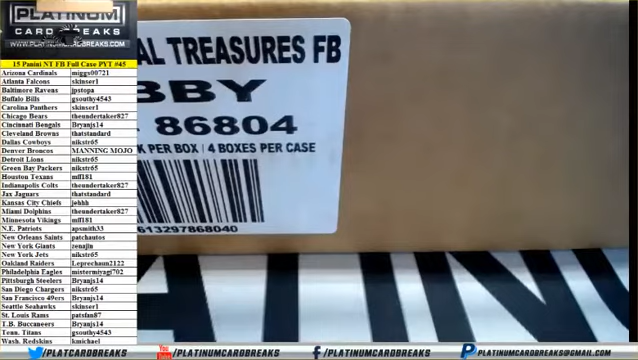 PLATINUM
CARD BREAKS
WWW.PLATINUMCARDBREAKS.COM
15 Panini NT FB Full Case PYT #45
Arizona Cardinals miggs00721
Atlanta Falcons skinser1
Baltimore Ravens jpstopa
Buffalo Bills gsouthy4543
Carolina Panthers skinser1
Chicago Bears theundertaker827
Cincinnati Bengals Bryanjs14
Cleveland Browns thatstandard
Dallas Cowboys nikstr65
Denver Broncos MANNING MOJO
Detroit Lions nikstr65
Green Bay Packers nikstr65
Houston Texans mff181
Indianapolis Colts theundertaker827
Jax Jaguars thatstandard
Kansas City Chiefs jehhh
Miami Dolphins theundertaker827
Minnesota Vikings mff181
N.E. Patriots apsmith33
New Orleans Saints patchautos
New York Giants zenajin
New York Jets nikstr65
Oakland Raiders Leprechaun2122
Philadelphia Eagles mistermiyagi702
Pittsburgh Steelers Bryanjs14
San Diego Chargers nikstr65
San Francisco 49ers Bryanjs14
Seattle Seahawks skinser1
St. Louis Rams patsfan87
T.B. Buccaneers Bryanjs14
Tenn. Titans gsouthy4543
Wash. Redskins kmichael
AL TREASURES FB
BBY
86804
K PER BOX / 4 BOXES PER CASE
613297868040
/PLATCARDBREAKS
/PLATINUMCARDBREAKS
/PLATINUMCARDBREAKS
PLATINUMCARDBREAKS@GMAIL.COM